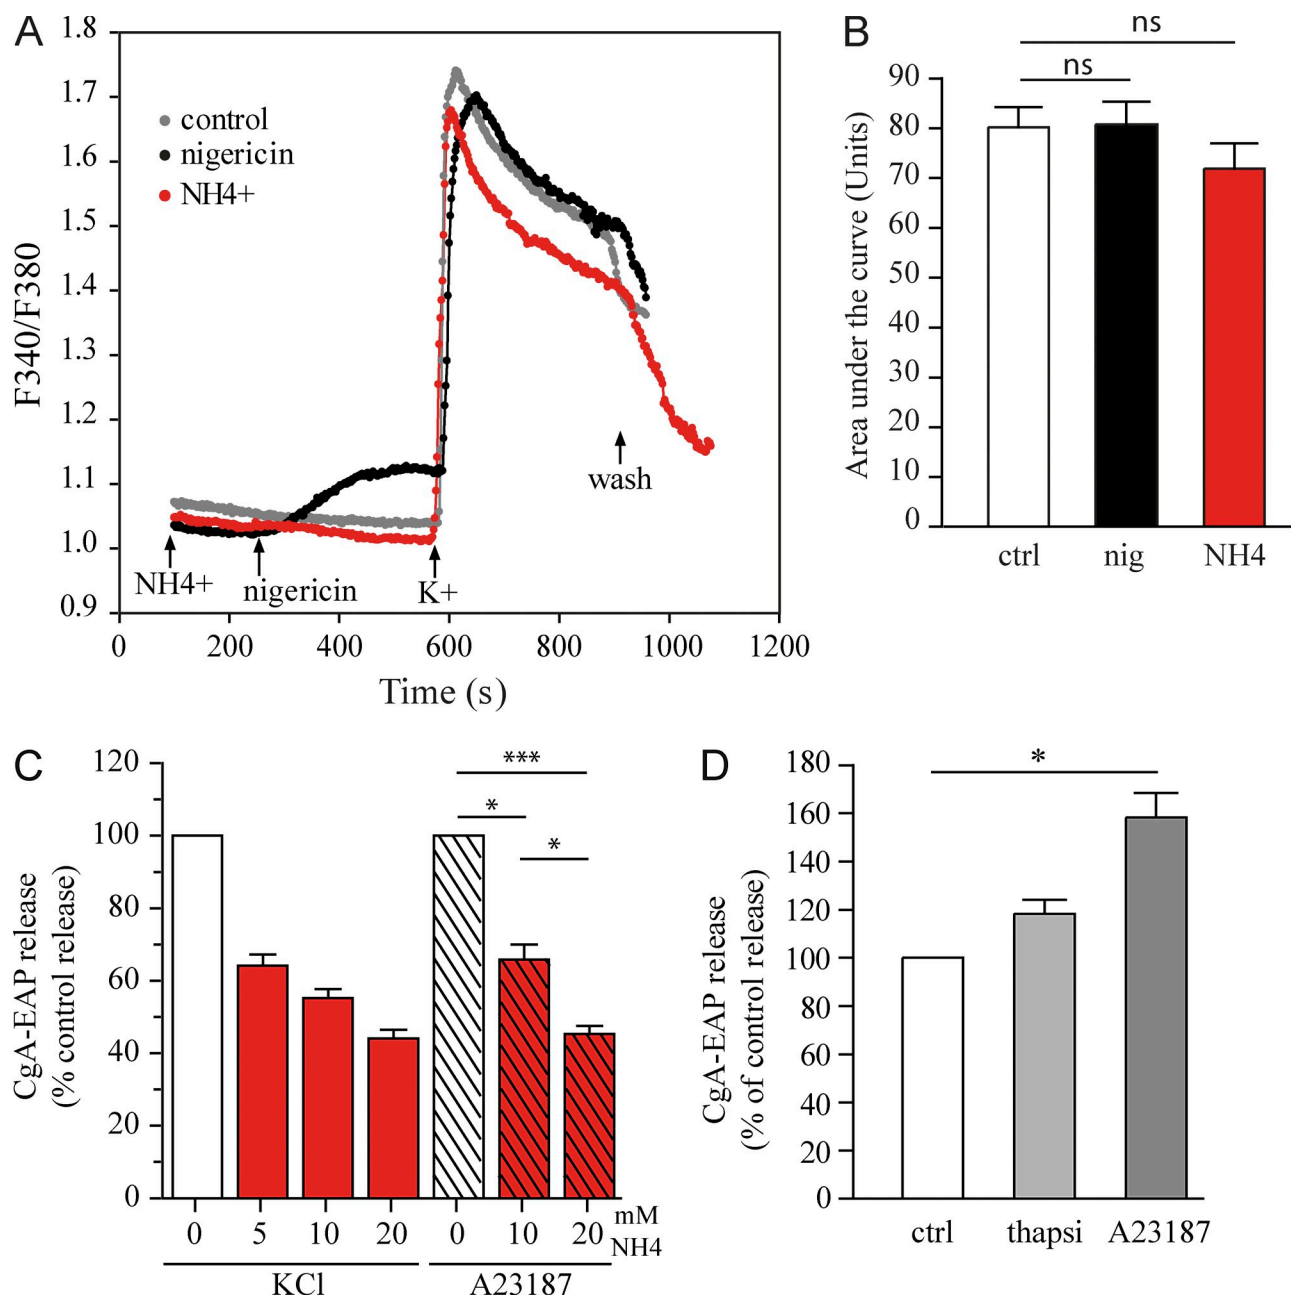 A
1.8
1.7
1.6
1.5
1.4
1.3
1.2
1.1
1.0
0.9
F340/F380
control
nigericin
NH4+
NH4+
nigericin
K+
wash
0 200 400 600 800 1000 1200
Time (s)
B
ns
ns
90
80
70
60
50
40
30
20
10
0
Area under the curve (Units)
ctrl nig NH4
C
120
100
80
60
40
20
0
CgA-EAP release
(% control release)
***
*
*
0 5 10 20 0 10 20 mM
NH4
KCl A23187
D
180
160
140
120
100
80
60
40
20
0
CgA-EAP release
(% of control release)
*
ctrl thapsi A23187